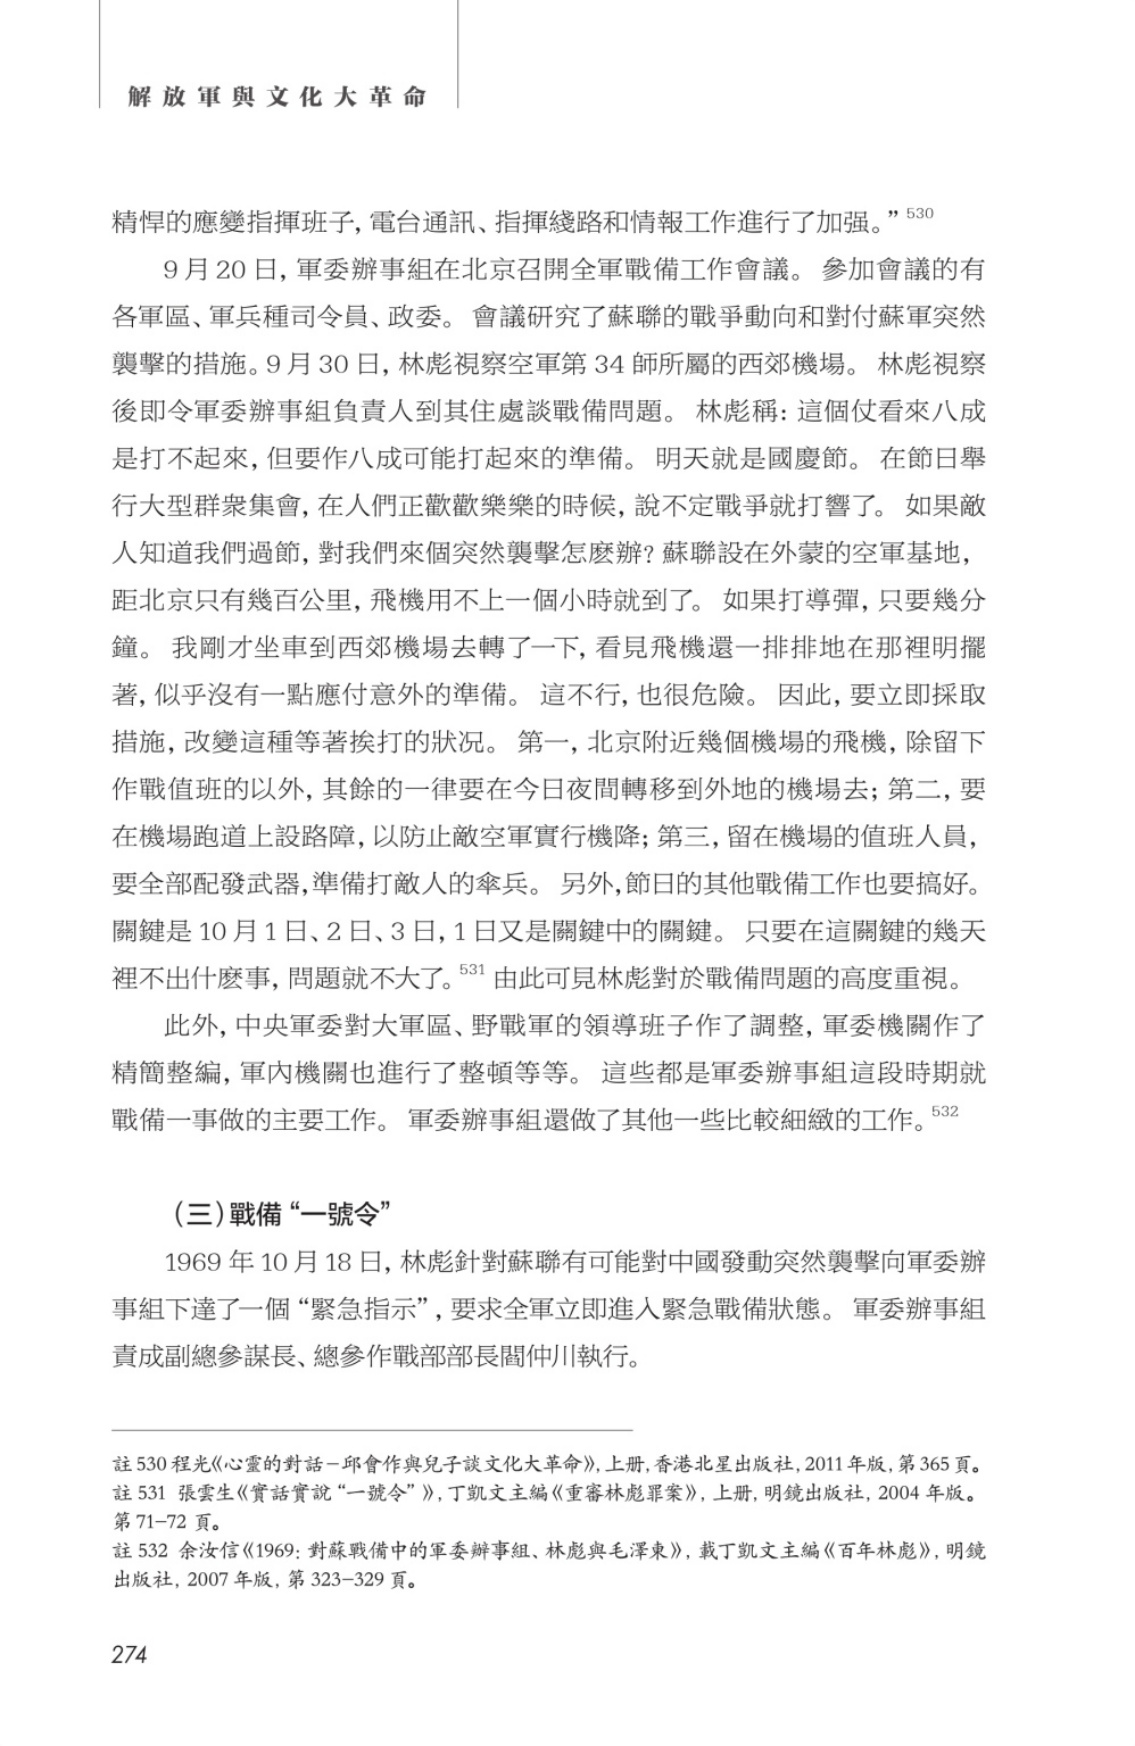 解放軍與文化大革命
精悍的應變指揮班子, 電台通訊、指揮綫路和情報工作進行了加强。” 530
9 月 20 日, 軍委辦事組在北京召開全軍戰備工作會議。 參加會議的有
各軍區、軍兵種司令員、政委。 會議研究了蘇聯的戰爭動向和對付蘇軍突然
襲擊的措施。9 月 30 日, 林彪視察空軍第 34 師所屬的西郊機場。 林彪視察
後即令軍委辦事組負責人到其住處談戰備問題。 林彪稱: 這個仗看來八成
是打不起來, 但要作八成可能打起來的準備。 明天就是國慶節。 在節日舉
行大型群衆集會, 在人們正歡歡樂樂的時候, 說不定戰爭就打響了。 如果敵
人知道我們過節, 對我們來個突然襲擊怎麽辦? 蘇聯設在外蒙的空軍基地,
距北京只有幾百公里, 飛機用不上一個小時就到了。 如果打導彈, 只要幾分
鐘。 我剛才坐車到西郊機場去轉了一下, 看見飛機還一排排地在那裡明擺
著, 似乎沒有一點應付意外的準備。 這不行, 也很危險。 因此, 要立即採取
措施, 改變這種等著挨打的狀況。 第一, 北京附近幾個機場的飛機, 除留下
作戰值班的以外, 其餘的一律要在今日夜間轉移到外地的機場去; 第二, 要
在機場跑道上設路障, 以防止敵空軍實行機降; 第三, 留在機場的值班人員,
要全部配發武器, 準備打敵人的傘兵。 另外, 節日的其他戰備工作也要搞好。
關鍵是 10 月 1 日、2 日、3 日, 1 日又是關鍵中的關鍵。 只要在這關鍵的幾天
裡不出什麽事, 問題就不大了。531 由此可見林彪對於戰備問題的高度重視。
此外, 中央軍委對大軍區、野戰軍的領導班子作了調整, 軍委機關作了
精簡整編, 軍內機關也進行了整頓等等。 這些都是軍委辦事組這段時期就
戰備一事做的主要工作。 軍委辦事組還做了其他一些比較細緻的工作。532
（三）戰備 “一號令”
1969 年 10 月 18 日, 林彪針對蘇聯有可能對中國發動突然襲擊向軍委辦
事組下達了一個 “緊急指示”, 要求全軍立即進入緊急戰備狀態。 軍委辦事組
責成副總參謀長、總參作戰部部長閻仲川執行。
註 530 程光《心靈的對話－邱會作與兒子談文化大革命》, 上册, 香港北星出版社, 2011 年版, 第 365 頁。
註 531 張雲生《實話實說 “一號令” 》, 丁凱文主編《重審林彪罪案》, 上册, 明鏡出版社, 2004 年版。
第 71–72 頁。
註 532 余汝信《1969: 對蘇戰備中的軍委辦事組、林彪與毛澤東》, 載丁凱文主編《百年林彪》, 明鏡
出版社, 2007 年版, 第 323–329 頁。
274